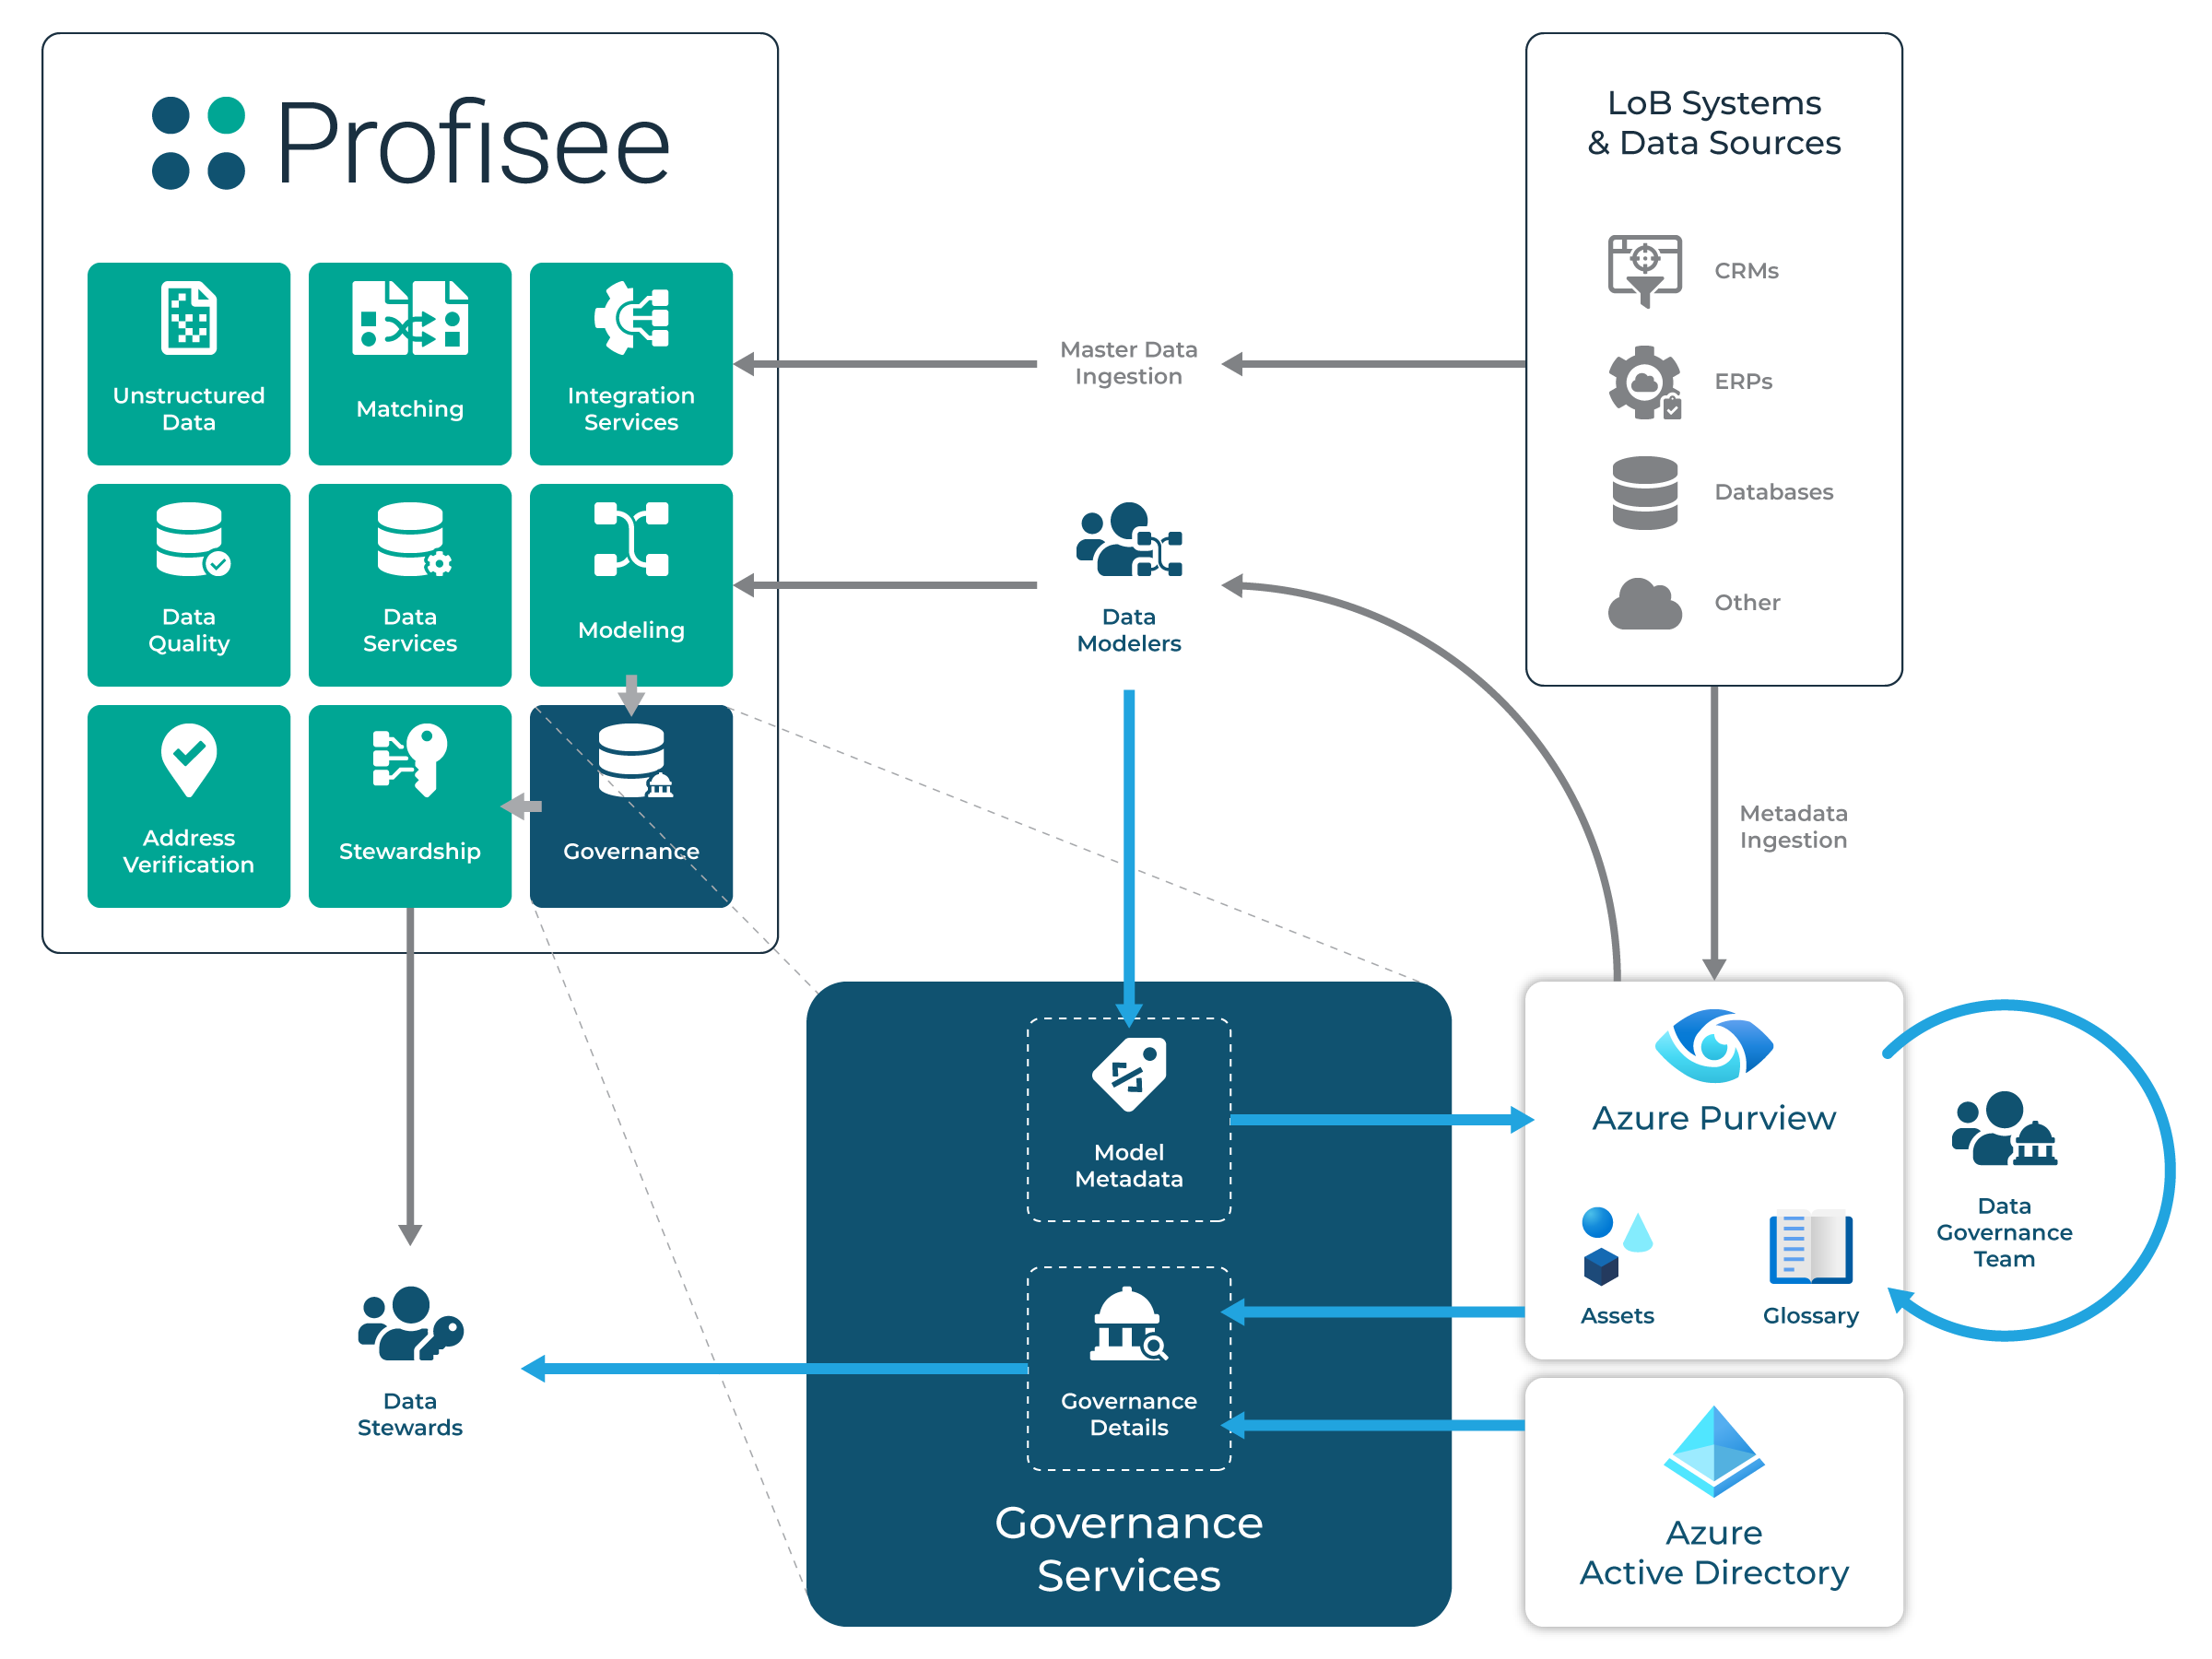 Profisee
Unstructured
Data
Matching
Integration
Services
Data
Quality
Data
Services
Modeling
Address
Verification
Stewardship
Governance
Master Data
Ingestion
Data
Modelers
LoB Systems
& Data Sources
CRMs
ERPs
Databases
Other
Metadata
Ingestion
Model
Metadata
Governance
Details
Governance
Services
Azure Purview
Assets
Glossary
Data
Governance
Team
Azure
Active Directory
Data
Stewards